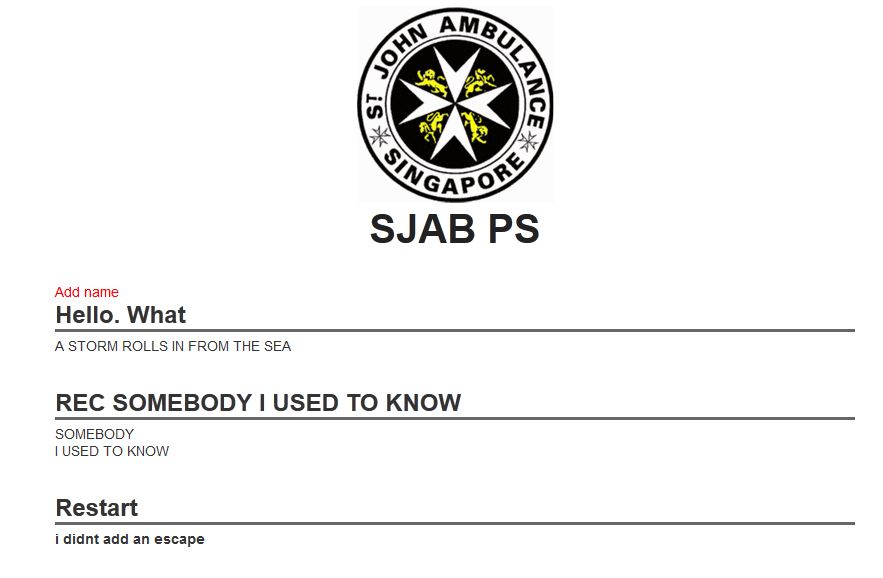 ST JOHN AMBULANCE
SINGAPORE
SJAB PS
Add name
Hello. What
A STORM ROLLS IN FROM THE SEA
REC SOMEBODY I USED TO KNOW
SOMEBODY
I USED TO KNOW
Restart
i didnt add an escape